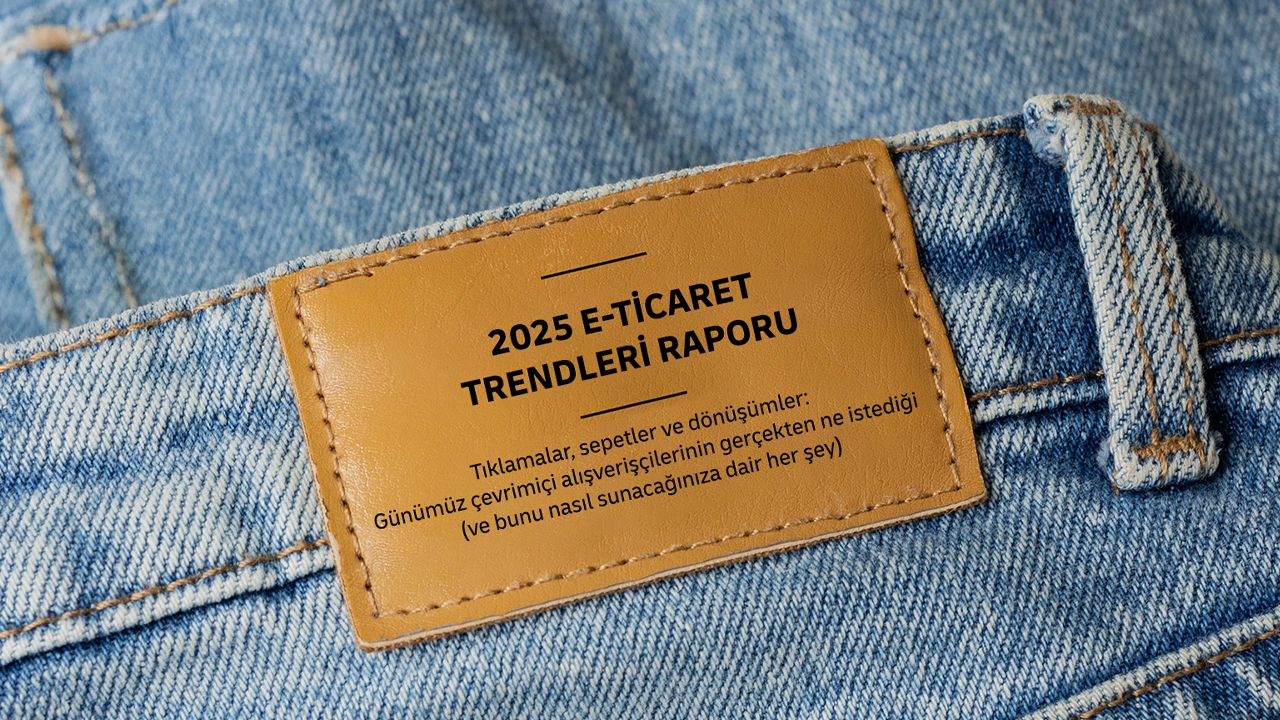 2025 E-TİCARET
TRENDLERİ RAPORU
Tıklamalar, sepetler ve dönüşümler:
Günümüz çevrimiçi alışverişçilerinin gerçekten ne istediği
(ve bunu nasıl sunacağınıza dair her şey)